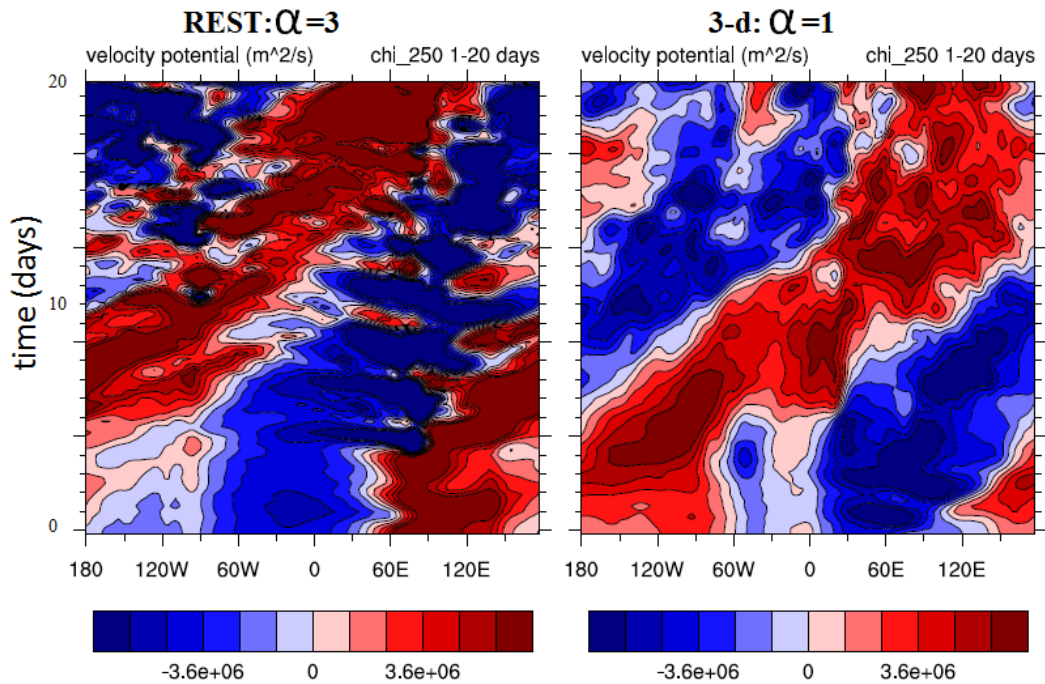 REST:α=3
3-d: α=1
velocity potential (m^2/s) chi_250 1-20 days
velocity potential (m^2/s) chi_250 1-20 days
time (days)
20
10
0
180 120W 60W 0 60E 120E
180 120W 60W 0 60E 120E
-3.6e+06 0 3.6e+06
-3.6e+06 0 3.6e+06